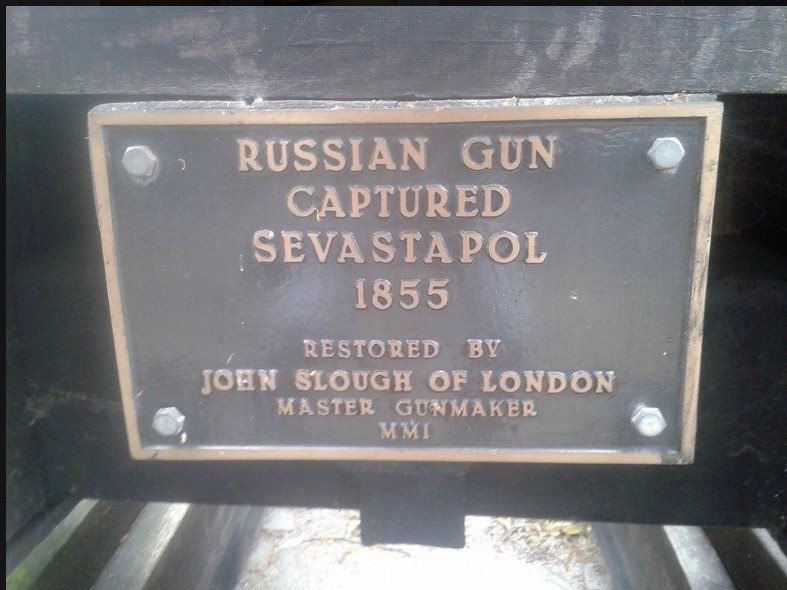 RUSSIAN GUN
CAPTURED
SEVASTAPOL
1855
RESTORED BY
JOHN SLOUGH OF LONDON
MASTER GUNMAKER
MMI